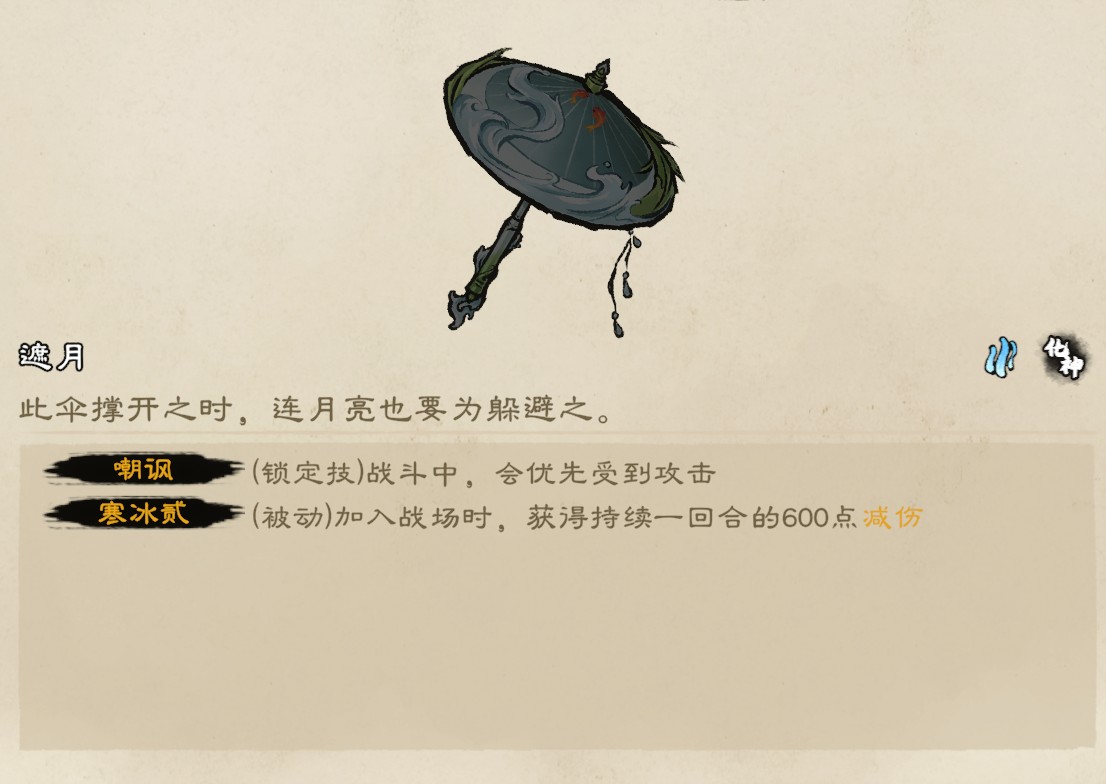 遮月
化神
此伞撑开之时，连月亮也要为躲避之。
嘲讽 (锁定技)战斗中，会优先受到攻击
寒冰贰 (被动)加入战场时，获得持续一回合的600点减伤